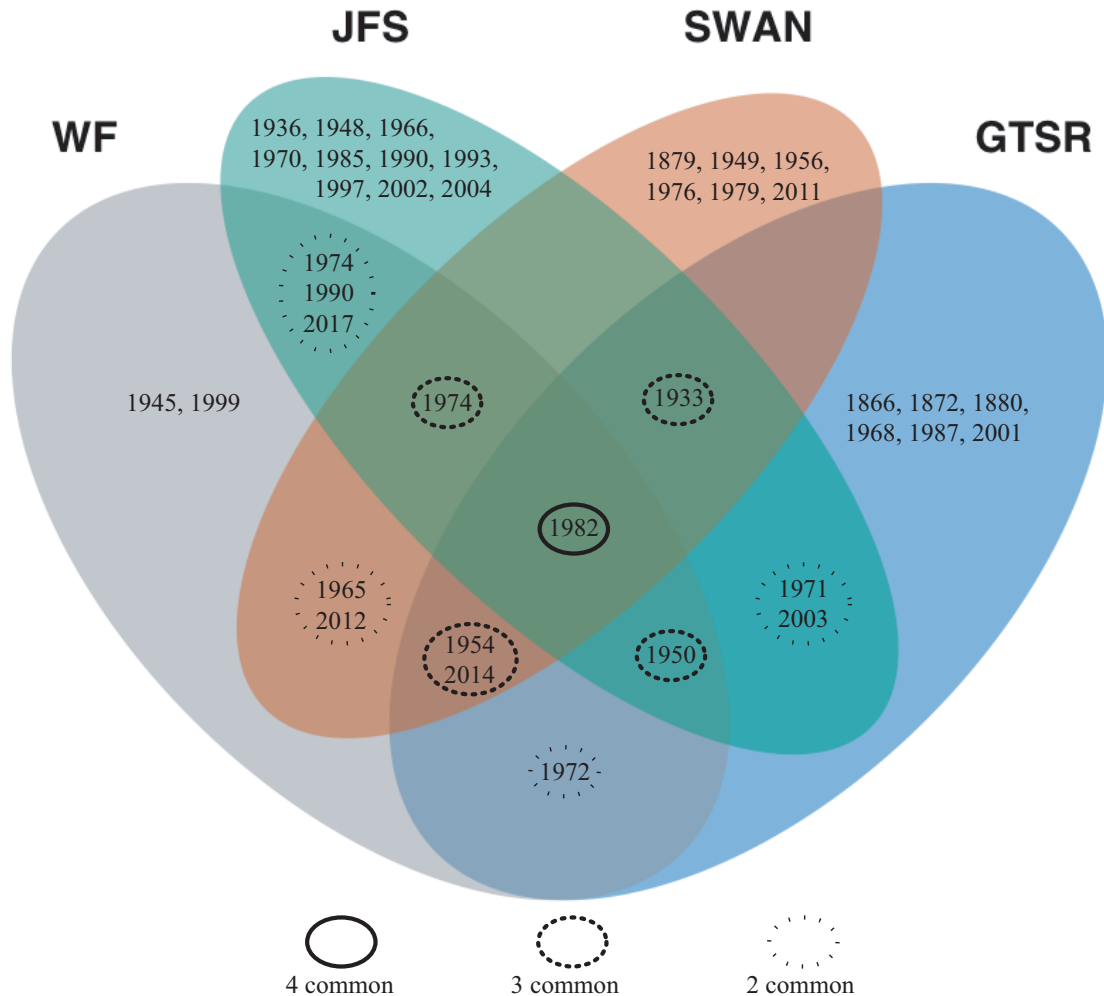 JFS
SWAN
WF
GTSR
1936, 1948, 1966,
1970, 1985, 1990, 1993,
1997, 2002, 2004
1879, 1949, 1956,
1976, 1979, 2011
1974
1990
2017
1945, 1999
1974
1933
1866, 1872, 1880,
1968, 1987, 2001
1982
1965
2012
1971
2003
1954
2014
1950
1972
4 common
3 common
2 common